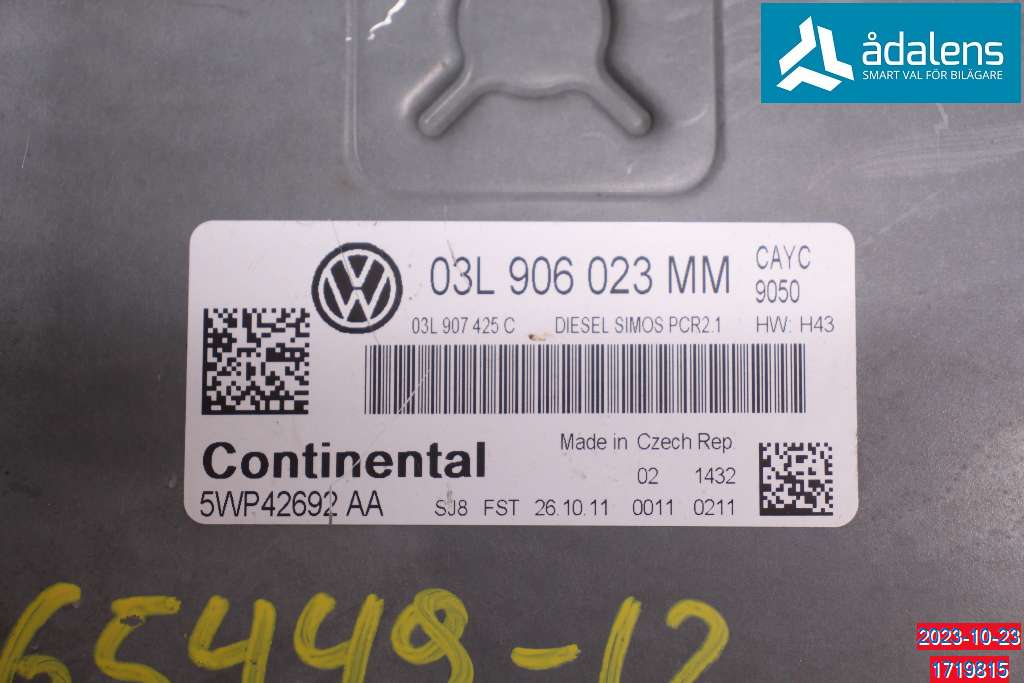 ådalens
SMART VAL FÖR BILÄGARE
03L 906 023 MM
CAYC
9050
03L 907 425 C DIESEL SIMOS PCR2.1 HW: H43
Continental
Made in Czech Rep.
02 1432
5WP42692 AA SJ8 FST 26.10.11 0011 0211
65449-12
2023-10-23
1719815